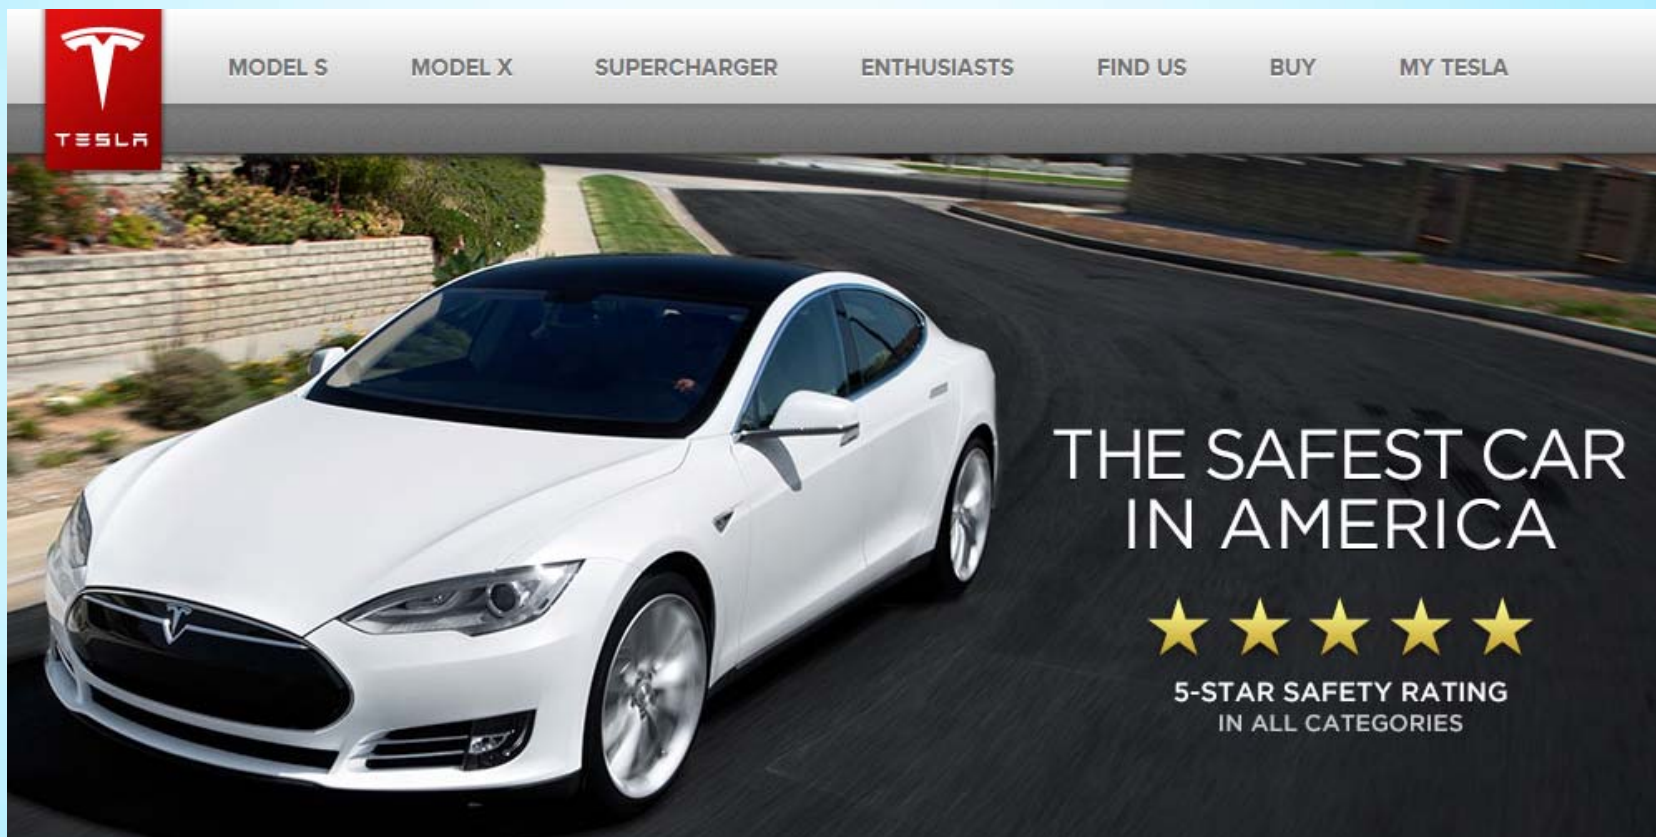 TESLA
MODEL S
MODEL X
SUPERCHARGER
ENTHUSIASTS
FIND US
BUY
MY TESLA
THE SAFEST CAR
IN AMERICA
5-STAR SAFETY RATING
IN ALL CATEGORIES